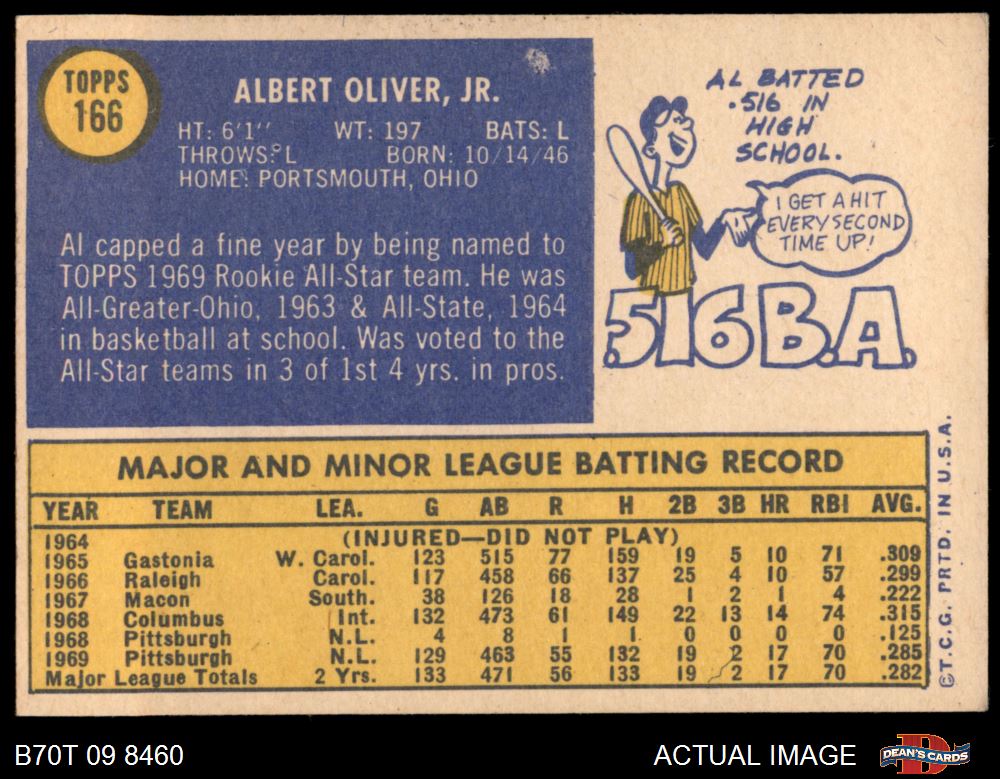 TOPPS
166
ALBERT OLIVER, JR.
HT: 6'1'' WT: 197 BATS: L
THROWS: L BORN: 10/14/46
HOME: PORTSMOUTH, OHIO
Al capped a fine year by being named to
TOPPS 1969 Rookie All-Star team. He was
All-Greater-Ohio, 1963 & All-State, 1964
in basketball at school. Was voted to the
All-Star teams in 3 of 1st 4 yrs. in pros.
AL BATTED
.516 IN
HIGH
SCHOOL.
I GET A HIT
EVERY SECOND
TIME UP!
.516 B.A.
MAJOR AND MINOR LEAGUE BATTING RECORD
YEAR TEAM LEA. G AB R H 2B 3B HR RBI AVG.
1964 (INJURED—DID NOT PLAY)
1965 Gastonia W. Carol. 123 515 77 159 19 5 10 71 .309
1966 Raleigh Carol. 117 458 66 137 25 4 10 57 .299
1967 Macon South. 38 126 18 28 1 2 1 4 .222
1968 Columbus Int. 132 473 61 149 22 13 14 74 .315
1968 Pittsburgh N.L. 4 8 1 1 0 0 0 0 .125
1969 Pittsburgh N.L. 129 463 55 132 19 2 17 70 .285
Major League Totals 2 Yrs. 133 471 56 133 19 2 17 70 .282
©T.C.G. PRTD. IN U.S.A.
B70T 09 8460
ACTUAL IMAGE
DEAN'S CARDS